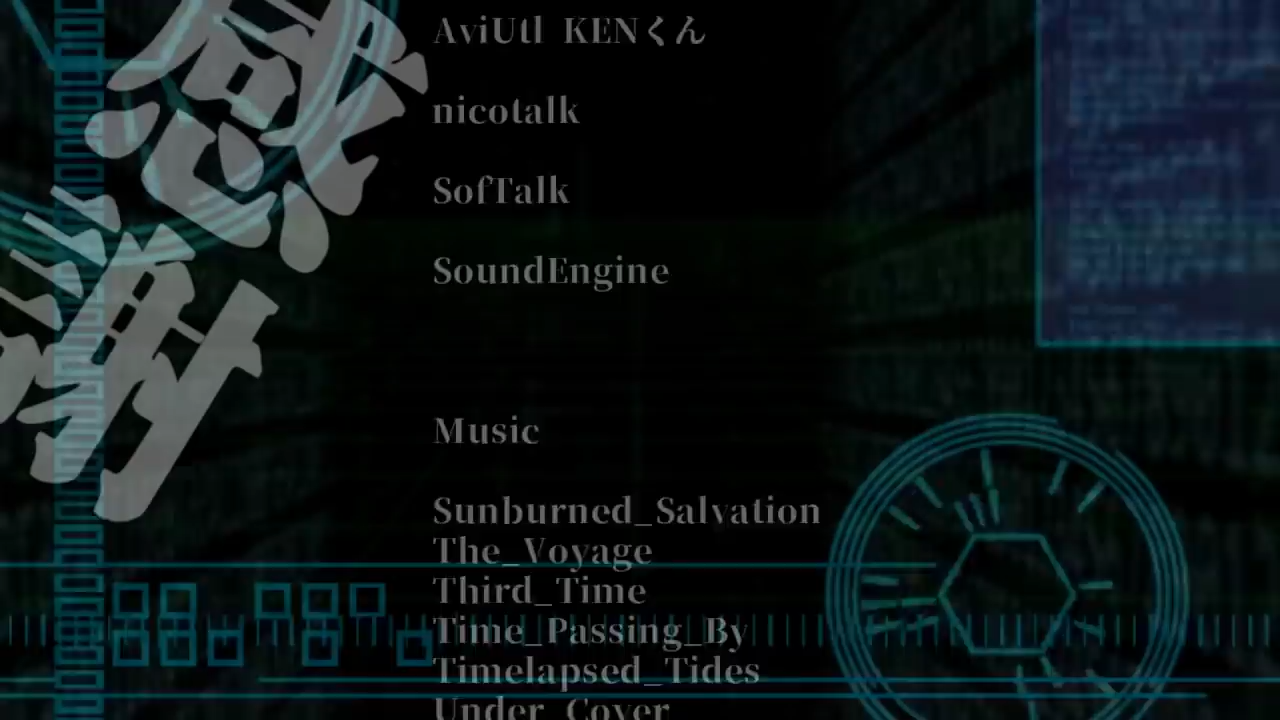 感謝
AviUtl KENくん
nicotalk
SofTalk
SoundEngine
Music
Sunburned_Salvation
The_Voyage
Third_Time
Time_Passing_By
Timelapsed_Tides
Under_Cover